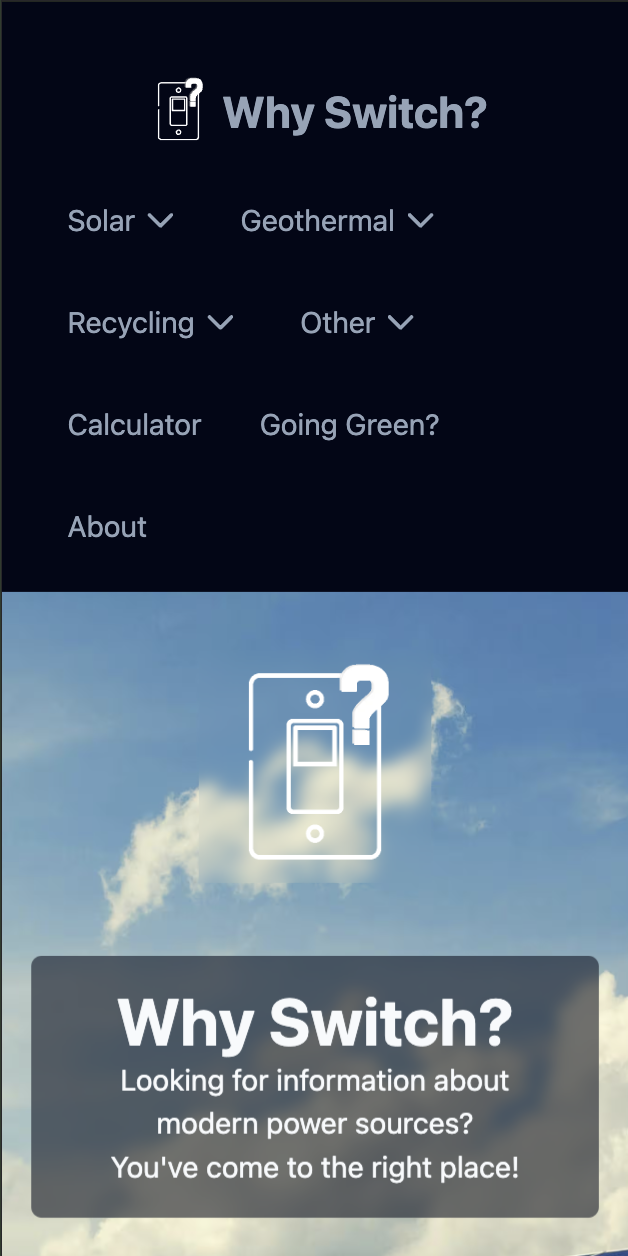 ?
Why Switch?
Solar
Geothermal
Recycling
Other
Calculator
Going Green?
About
?
Why Switch?
Looking for information about
modern power sources?
You've come to the right place!